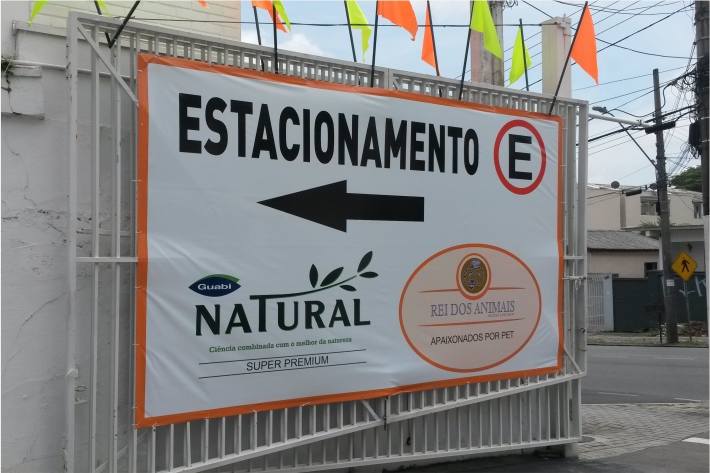 ESTACIONAMENTO E
Guabi
NATURAL
Ciência combinada com o melhor da natureza
SUPER PREMIUM
REI DOS ANIMAIS
APAIXONADOS POR PET